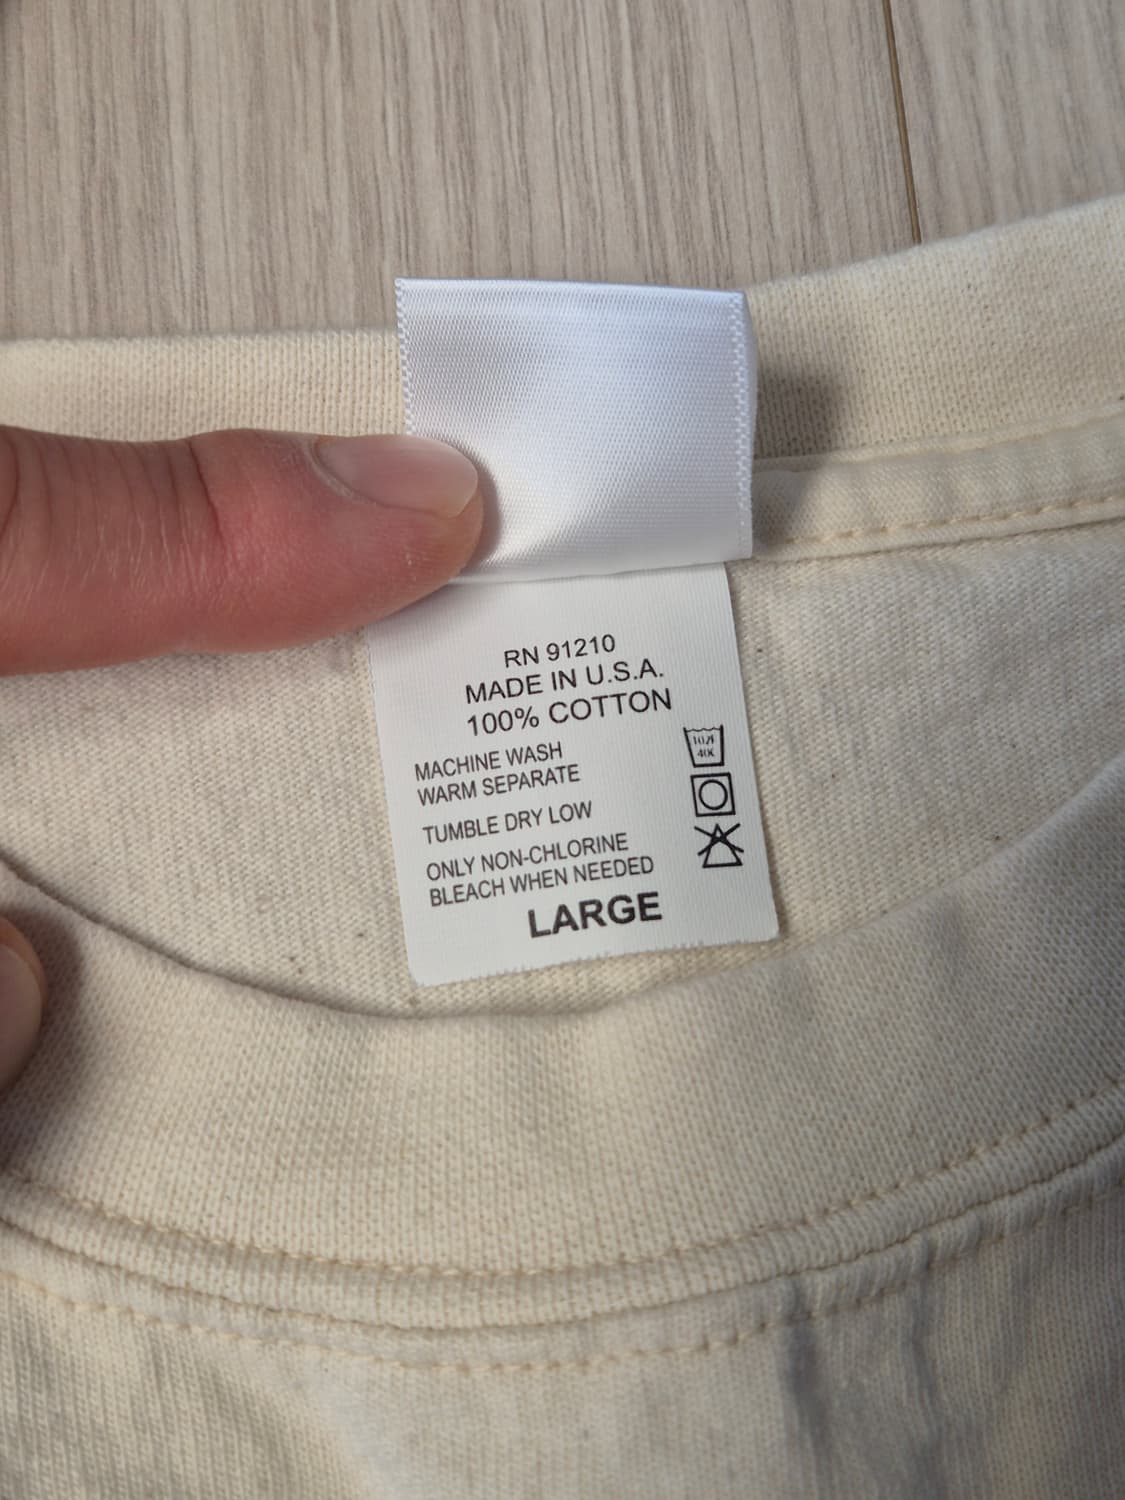 RN 91210
MADE IN U.S.A.
100% COTTON
MACHINE WASH
WARM SEPARATE
TUMBLE DRY LOW
ONLY NON-CHLORINE
BLEACH WHEN NEEDED
LARGE